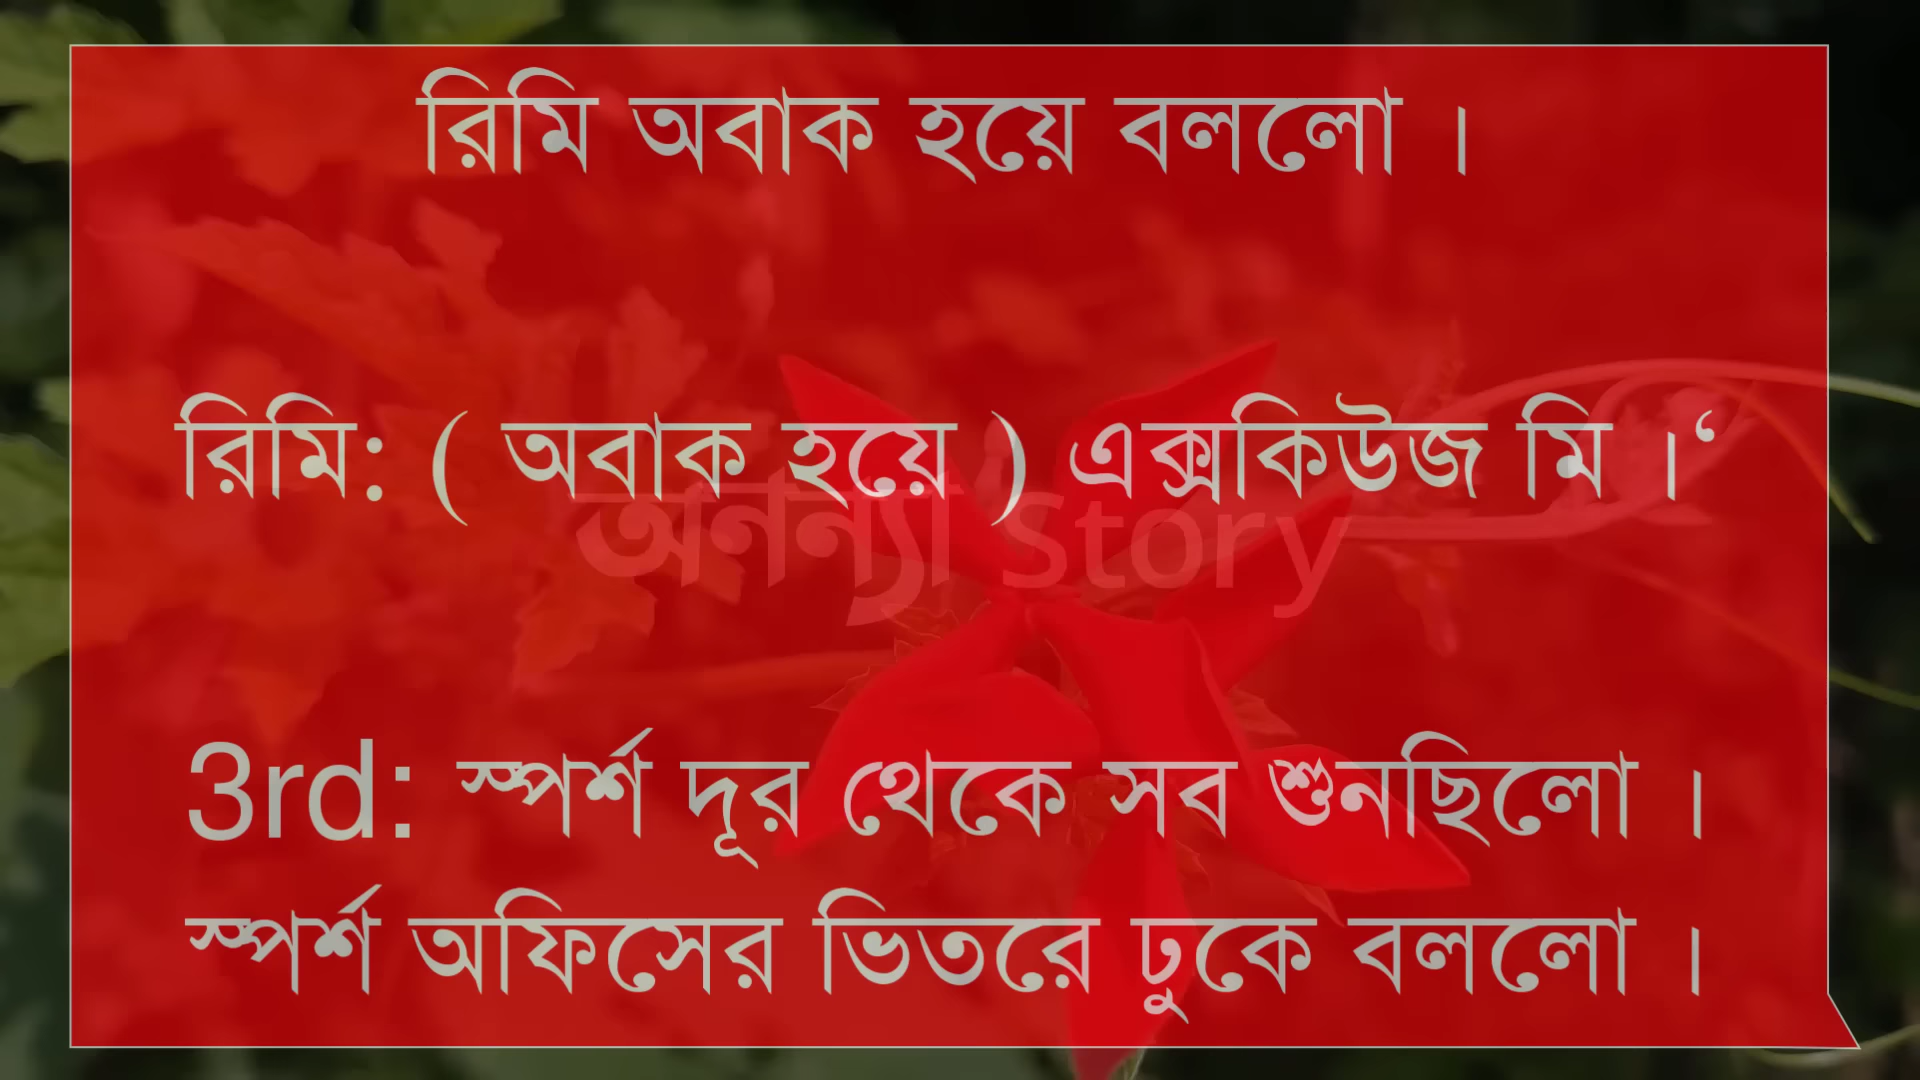 রিমি অবাক হয়ে বললো ।
রিমি: ( অবাক হয়ে ) এক্সকিউজ মি ।‘
অনন্যা Story
3rd: স্পর্শ দূর থেকে সব শুনছিলো ।
স্পর্শ অফিসের ভিতরে ঢুকে বললো ।